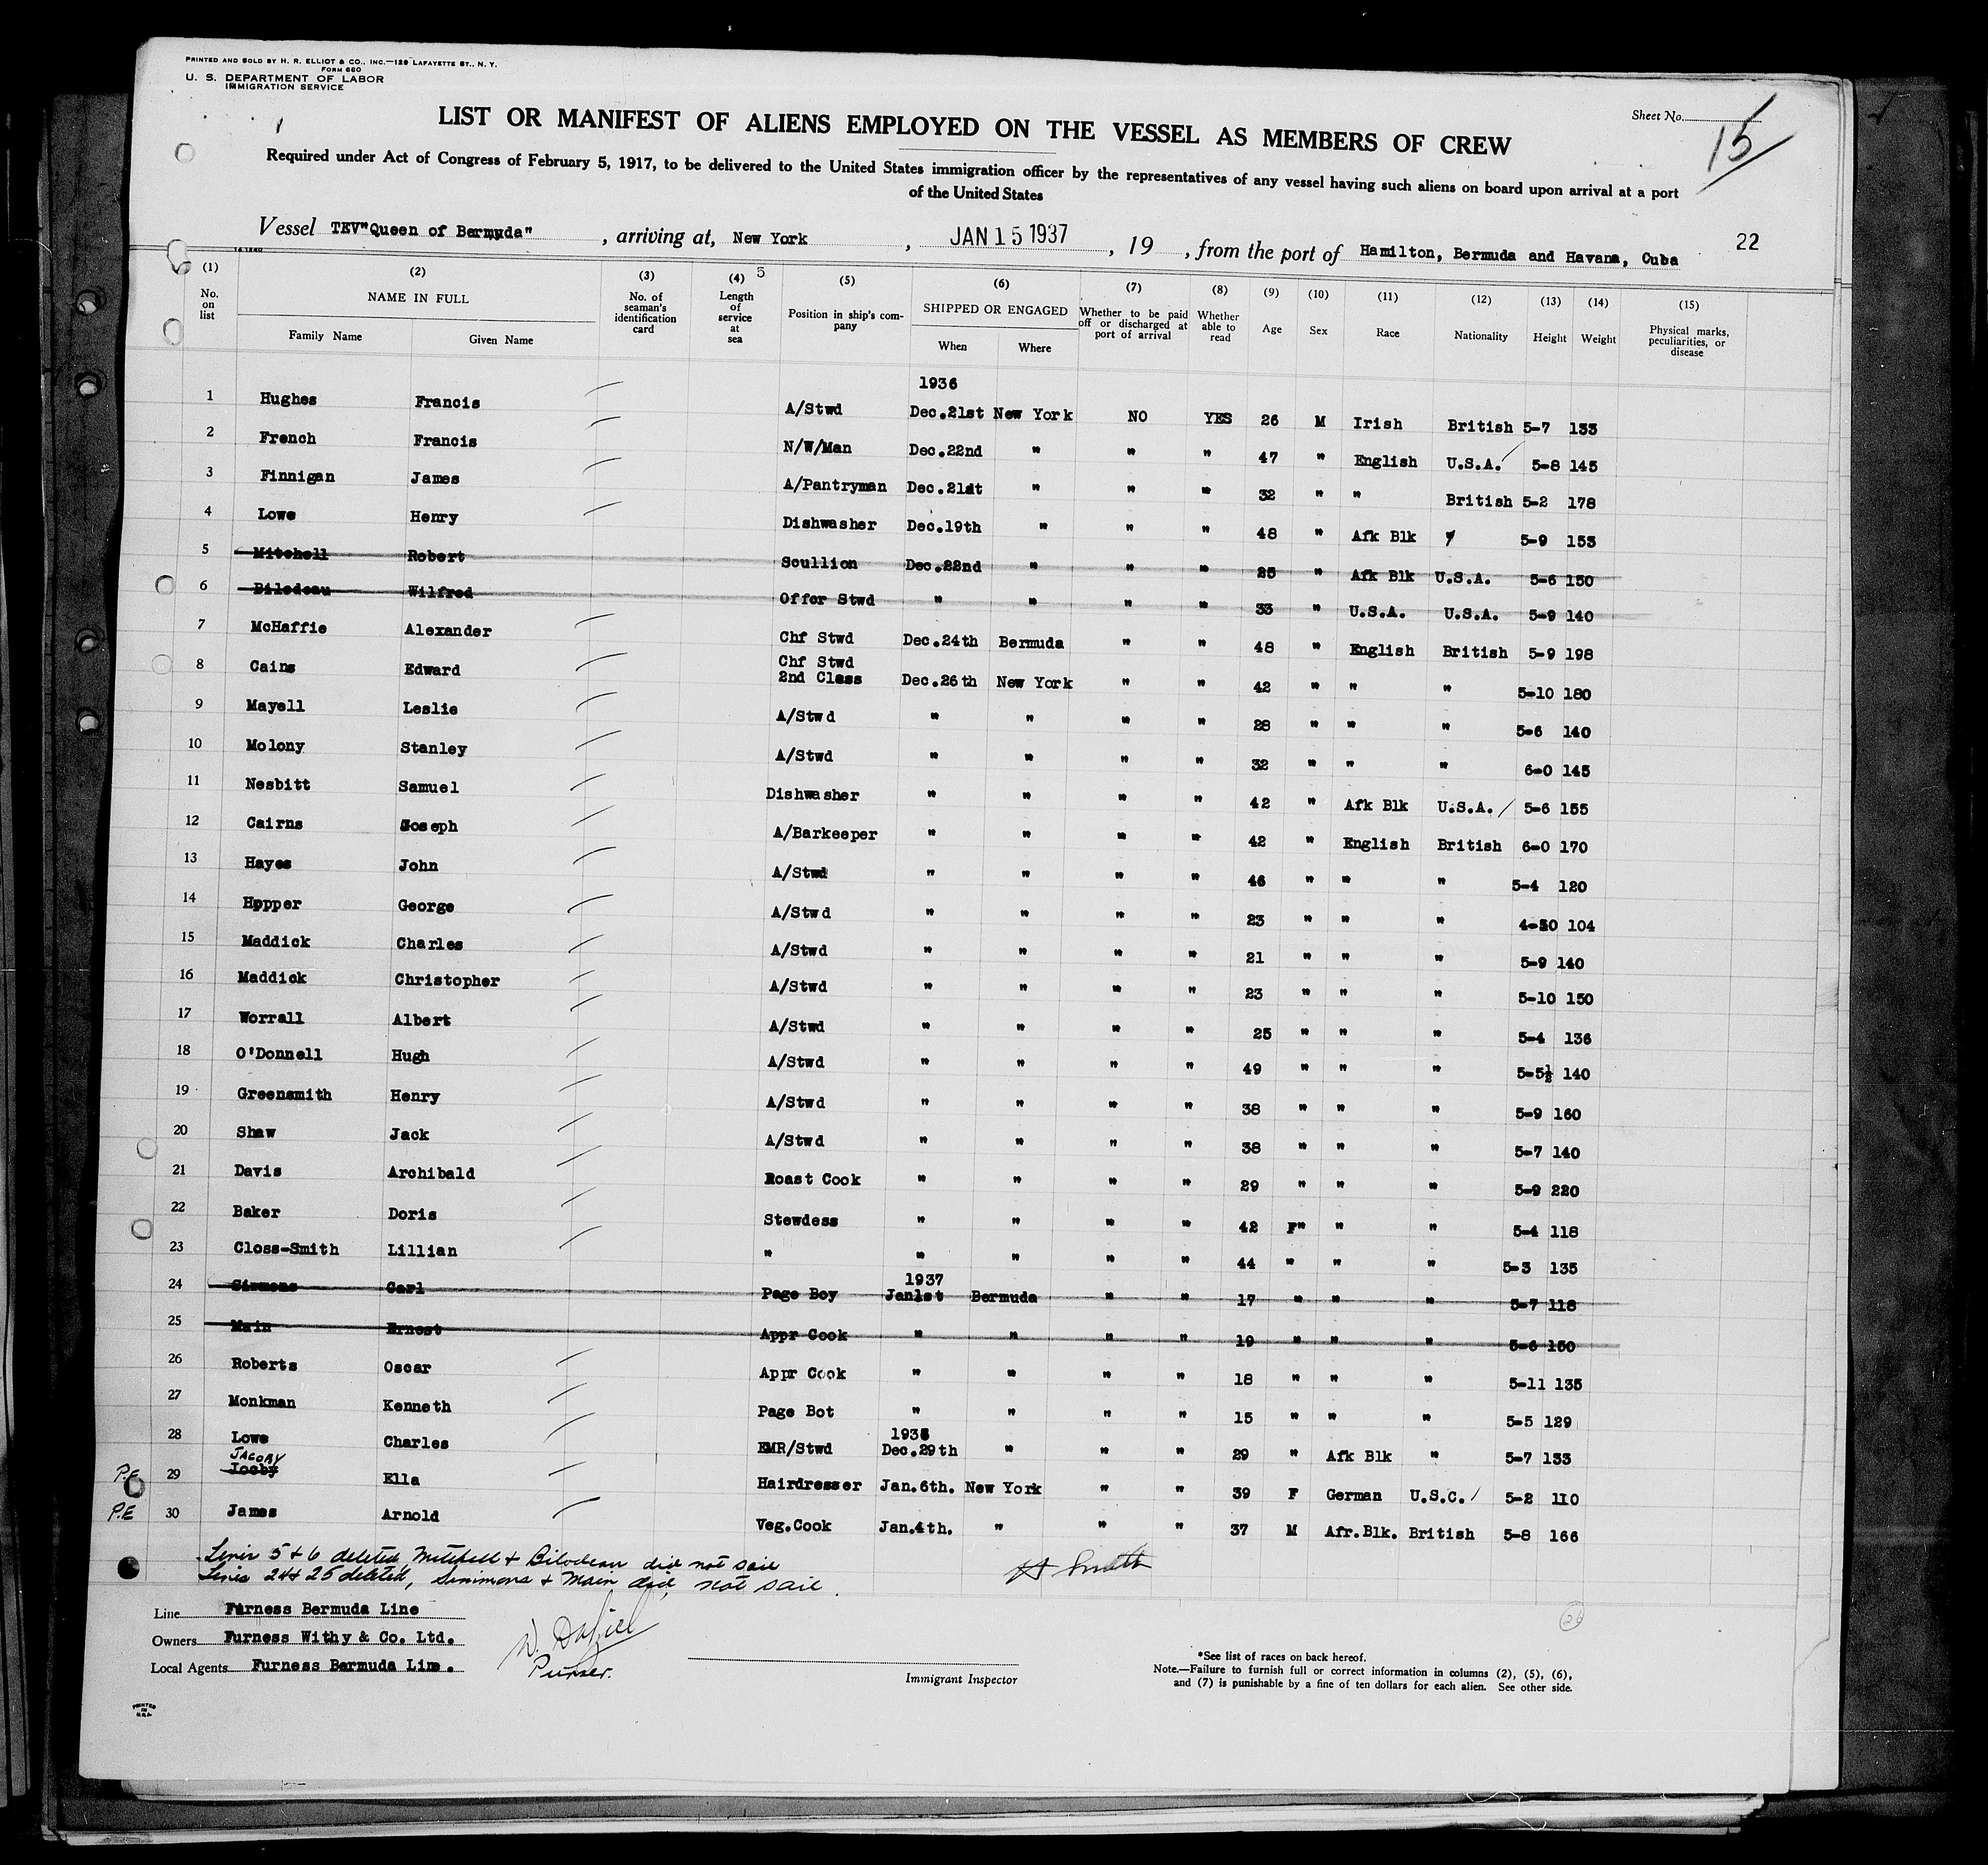 PRINTED AND SOLD BY H. R. ELLIOT & CO., INC.—128 LAFAYETTE ST., N. Y.
FORM 680
U. S. DEPARTMENT OF LABOR
IMMIGRATION SERVICE
Sheet No.
15
LIST OR MANIFEST OF ALIENS EMPLOYED ON THE VESSEL AS MEMBERS OF CREW
Required under Act of Congress of February 5, 1917, to be delivered to the United States immigration officer by the representatives of any vessel having such aliens on board upon arrival at a port
of the United States
Vessel TEV"Queen of Bermuda" , arriving at, New York , JAN 15 1937 , 19 , from the port of Hamilton, Bermuda and Havana, Cuba 22
(1) (2) (3) (4) 5 (5) (6) (7) (8) (9) (10) (11) (12) (13) (14) (15)
No. on list NAME IN FULL Family Name Given Name No. of seaman's identification card Length of service at sea Position in ship's company SHIPPED OR ENGAGED When Where Whether to be paid off or discharged at port of arrival Whether able to read Age Sex Race Nationality Height Weight Physical marks, peculiarities, or disease
1936
1 Hughes Francis A/Stwd Dec.21st New York NO YES 26 M Irish British 5-7 133
2 French Francis N/W/Man Dec.22nd " " " 47 " English U.S.A. 5-8 145
3 Finnigan James A/Pantryman Dec.21st " " " 32 " " British 5-2 178
4 Lowe Henry Dishwasher Dec.19th " " " 48 " Afk Blk " 5-9 153
5 Mitchell Robert Scullion Dec.22nd " " " 25 " Afk Blk U.S.A. 5-6 150
6 Bilodeau Wilfred Offcr Stwd " " " " 33 " U.S.A. U.S.A. 5-9 140
7 McHaffie Alexander Chf Stwd Dec.24th Bermuda " " 48 " English British 5-9 198
8 Cains Edward Chf Stwd 2nd Class Dec.26th New York " " 42 " " " 5-10 180
9 Mayell Leslie A/Stwd " " " " 28 " " " 5-6 140
10 Molony Stanley A/Stwd " " " " 32 " " " 6-0 145
11 Nesbitt Samuel Dishwasher " " " " 42 " Afk Blk U.S.A. 5-6 155
12 Cairns Joseph A/Barkeeper " " " " 42 " English British 6-0 170
13 Hayes John A/Stwd " " " " 46 " " " 5-4 120
14 Hppper George A/Stwd " " " " 23 " " " 104
15 Maddick Charles A/Stwd " " " " 21 " " " 5-9 140
16 Maddick Christopher A/Stwd " " " " 23 " " " 5-10 150
17 Worrall Albert A/Stwd " " " " 25 " " " 5-4 136
18 O'Donnell Hugh A/Stwd " " " " 49 " " " 5-5½ 140
19 Greensmith Henry A/Stwd " " " " 38 " " " 5-9 160
20 Shaw Jack A/Stwd " " " " 38 " " " 5-7 140
21 Davis Archibald Roast Cook " " " " 29 " " " 5-9 220
22 Baker Doris Stewdess " " " " 42 F" " " 5-4 118
23 Closs-Smith Lillian " " " " " 44 " " " 5-3 135
1937
24 Simmons Carl Page Boy Jan1st Bermuda " " 17 " " " 5-7 118
25 Main Ernest Appr Cook " " " " 19 " " " 5-6 150
26 Roberts Oscar Appr Cook " " " " 18 " " " 5-11 135
27 Monkman Kenneth Page Bot " " " " 15 " " " 5-5 129
28 Lowe Charles EMR/Stwd Dec.29th " " " 29 " Afk Blk " 5-7 133
JACOBY
P.E 29 Ella Hairdresser Jan.6th. New York " " 39 F German U.S.C. 5-2 110
P.E 30 James Arnold Veg.Cook Jan.4th. " " " 37 M Afr.Blk. British 5-8 166
Lines 5 & 6 deleted, Mitchell & Bilodeau did not sail
Lines 24 & 25 deleted, Simmons & Main did not sail.
H Smith
Line Furness Bermuda Line
Owners Furness Withy & Co. Ltd.
Local Agents Furness Bermuda Line.
Purser.
26
Immigrant Inspector
*See list of races on back hereof.
Note.—Failure to furnish full or correct information in columns (2), (5), (6),
and (7) is punishable by a fine of ten dollars for each alien. See other side.
PRINTED
IN
U.S.A.